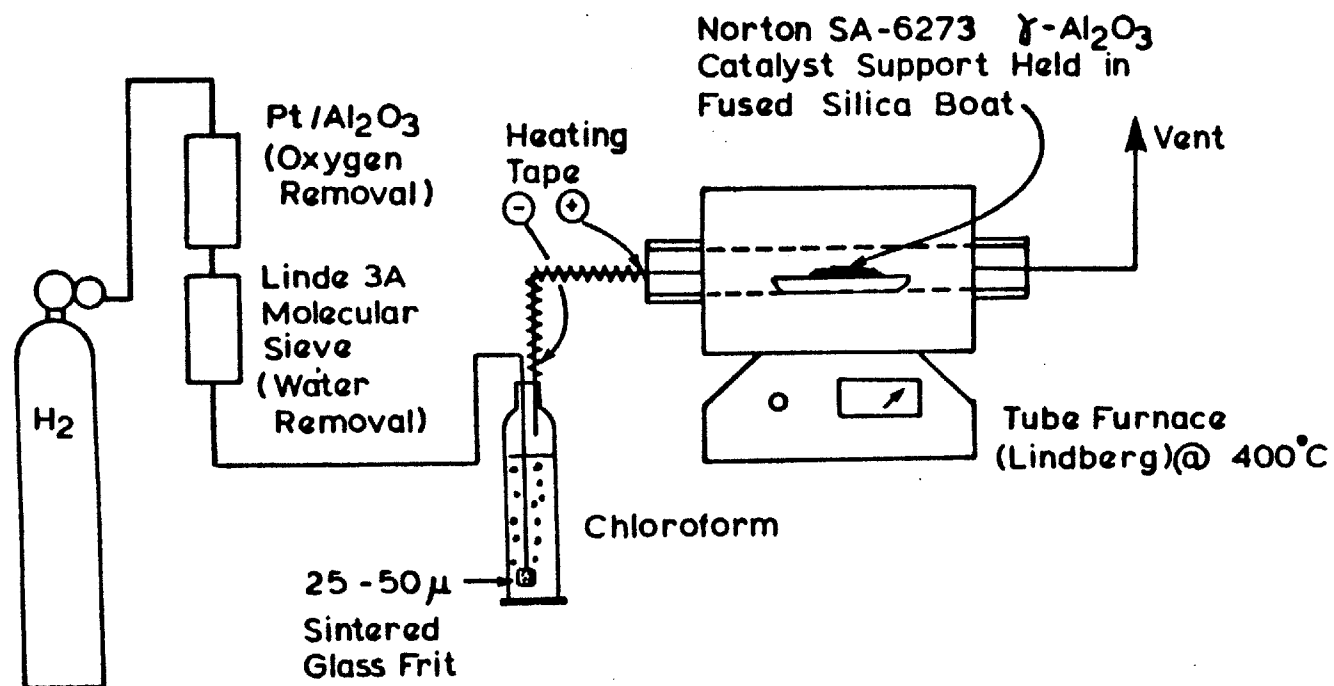 Norton SA-6273 γ-Al2O3
Catalyst Support Held in
Fused Silica Boat
Pt/Al2O3
(Oxygen
Removal)
Heating
Tape
- +
Vent
Linde 3A
Molecular
Sieve
(Water
Removal)
H2
Tube Furnace
(Lindberg)@ 400°C
Chloroform
25-50μ
Sintered
Glass Frit